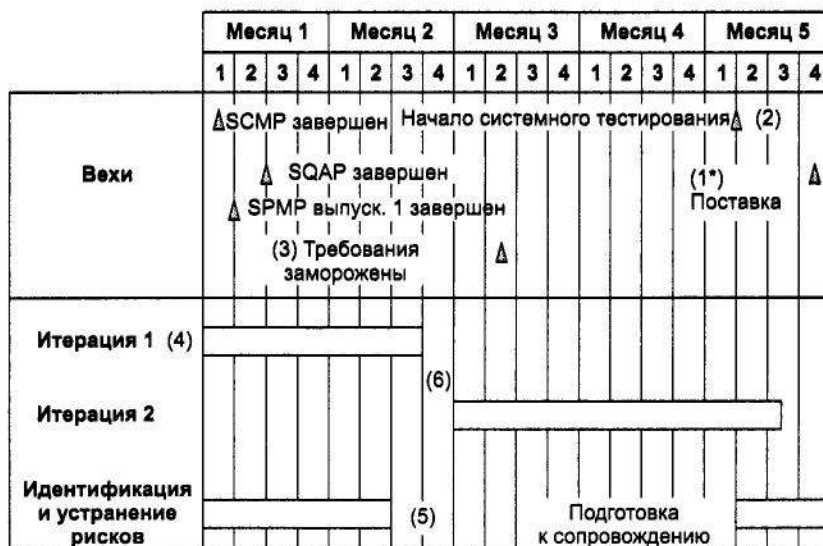 Месяц 1 Месяц 2 Месяц 3 Месяц 4 Месяц 5
1 2 3 4 1 2 3 4 1 2 3 4 1 2 3 4 1 2 3 4
Вехи
SCMP завершен
Начало системного тестирования (2)
SQAP завершен
(1*)
Поставка
SPMP выпуск. 1 завершен
(3) Требования
заморожены
Итерация 1 (4)
(6)
Итерация 2
Идентификация
и устранение
рисков
(5)
Подготовка
к сопровождению